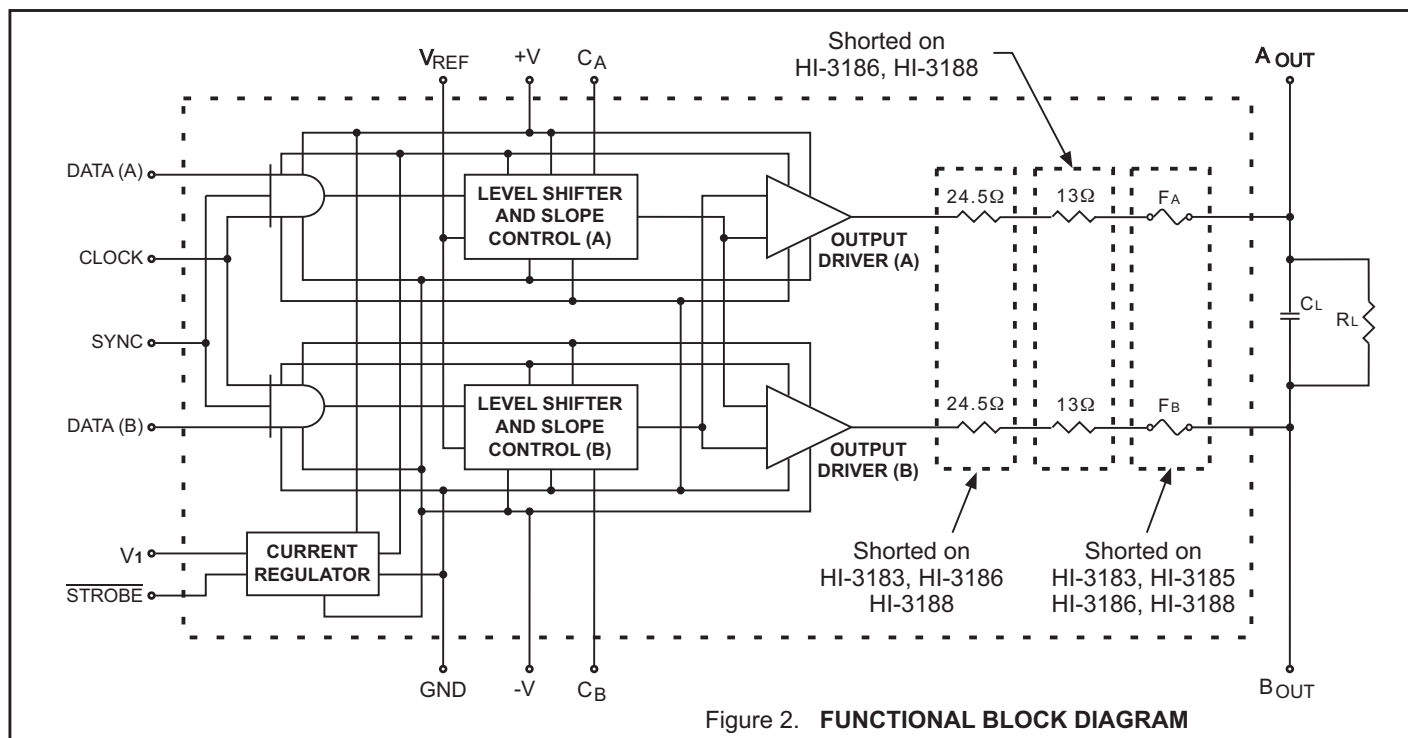 Shorted on
HI-3186, HI-3188
VREF
+V
CA
A OUT
DATA (A)
CLOCK
SYNC
DATA (B)
LEVEL SHIFTER
AND SLOPE
CONTROL (A)
OUTPUT
DRIVER (A)
24.5Ω
13Ω
FA
CL
RL
LEVEL SHIFTER
AND SLOPE
CONTROL (B)
OUTPUT
DRIVER (B)
24.5Ω
13Ω
FB
V1
STROBE
CURRENT
REGULATOR
Shorted on
HI-3183, HI-3186
HI-3188
Shorted on
HI-3183, HI-3185
HI-3186, HI-3188
GND
-V
CB
BOUT
Figure 2. FUNCTIONAL BLOCK DIAGRAM